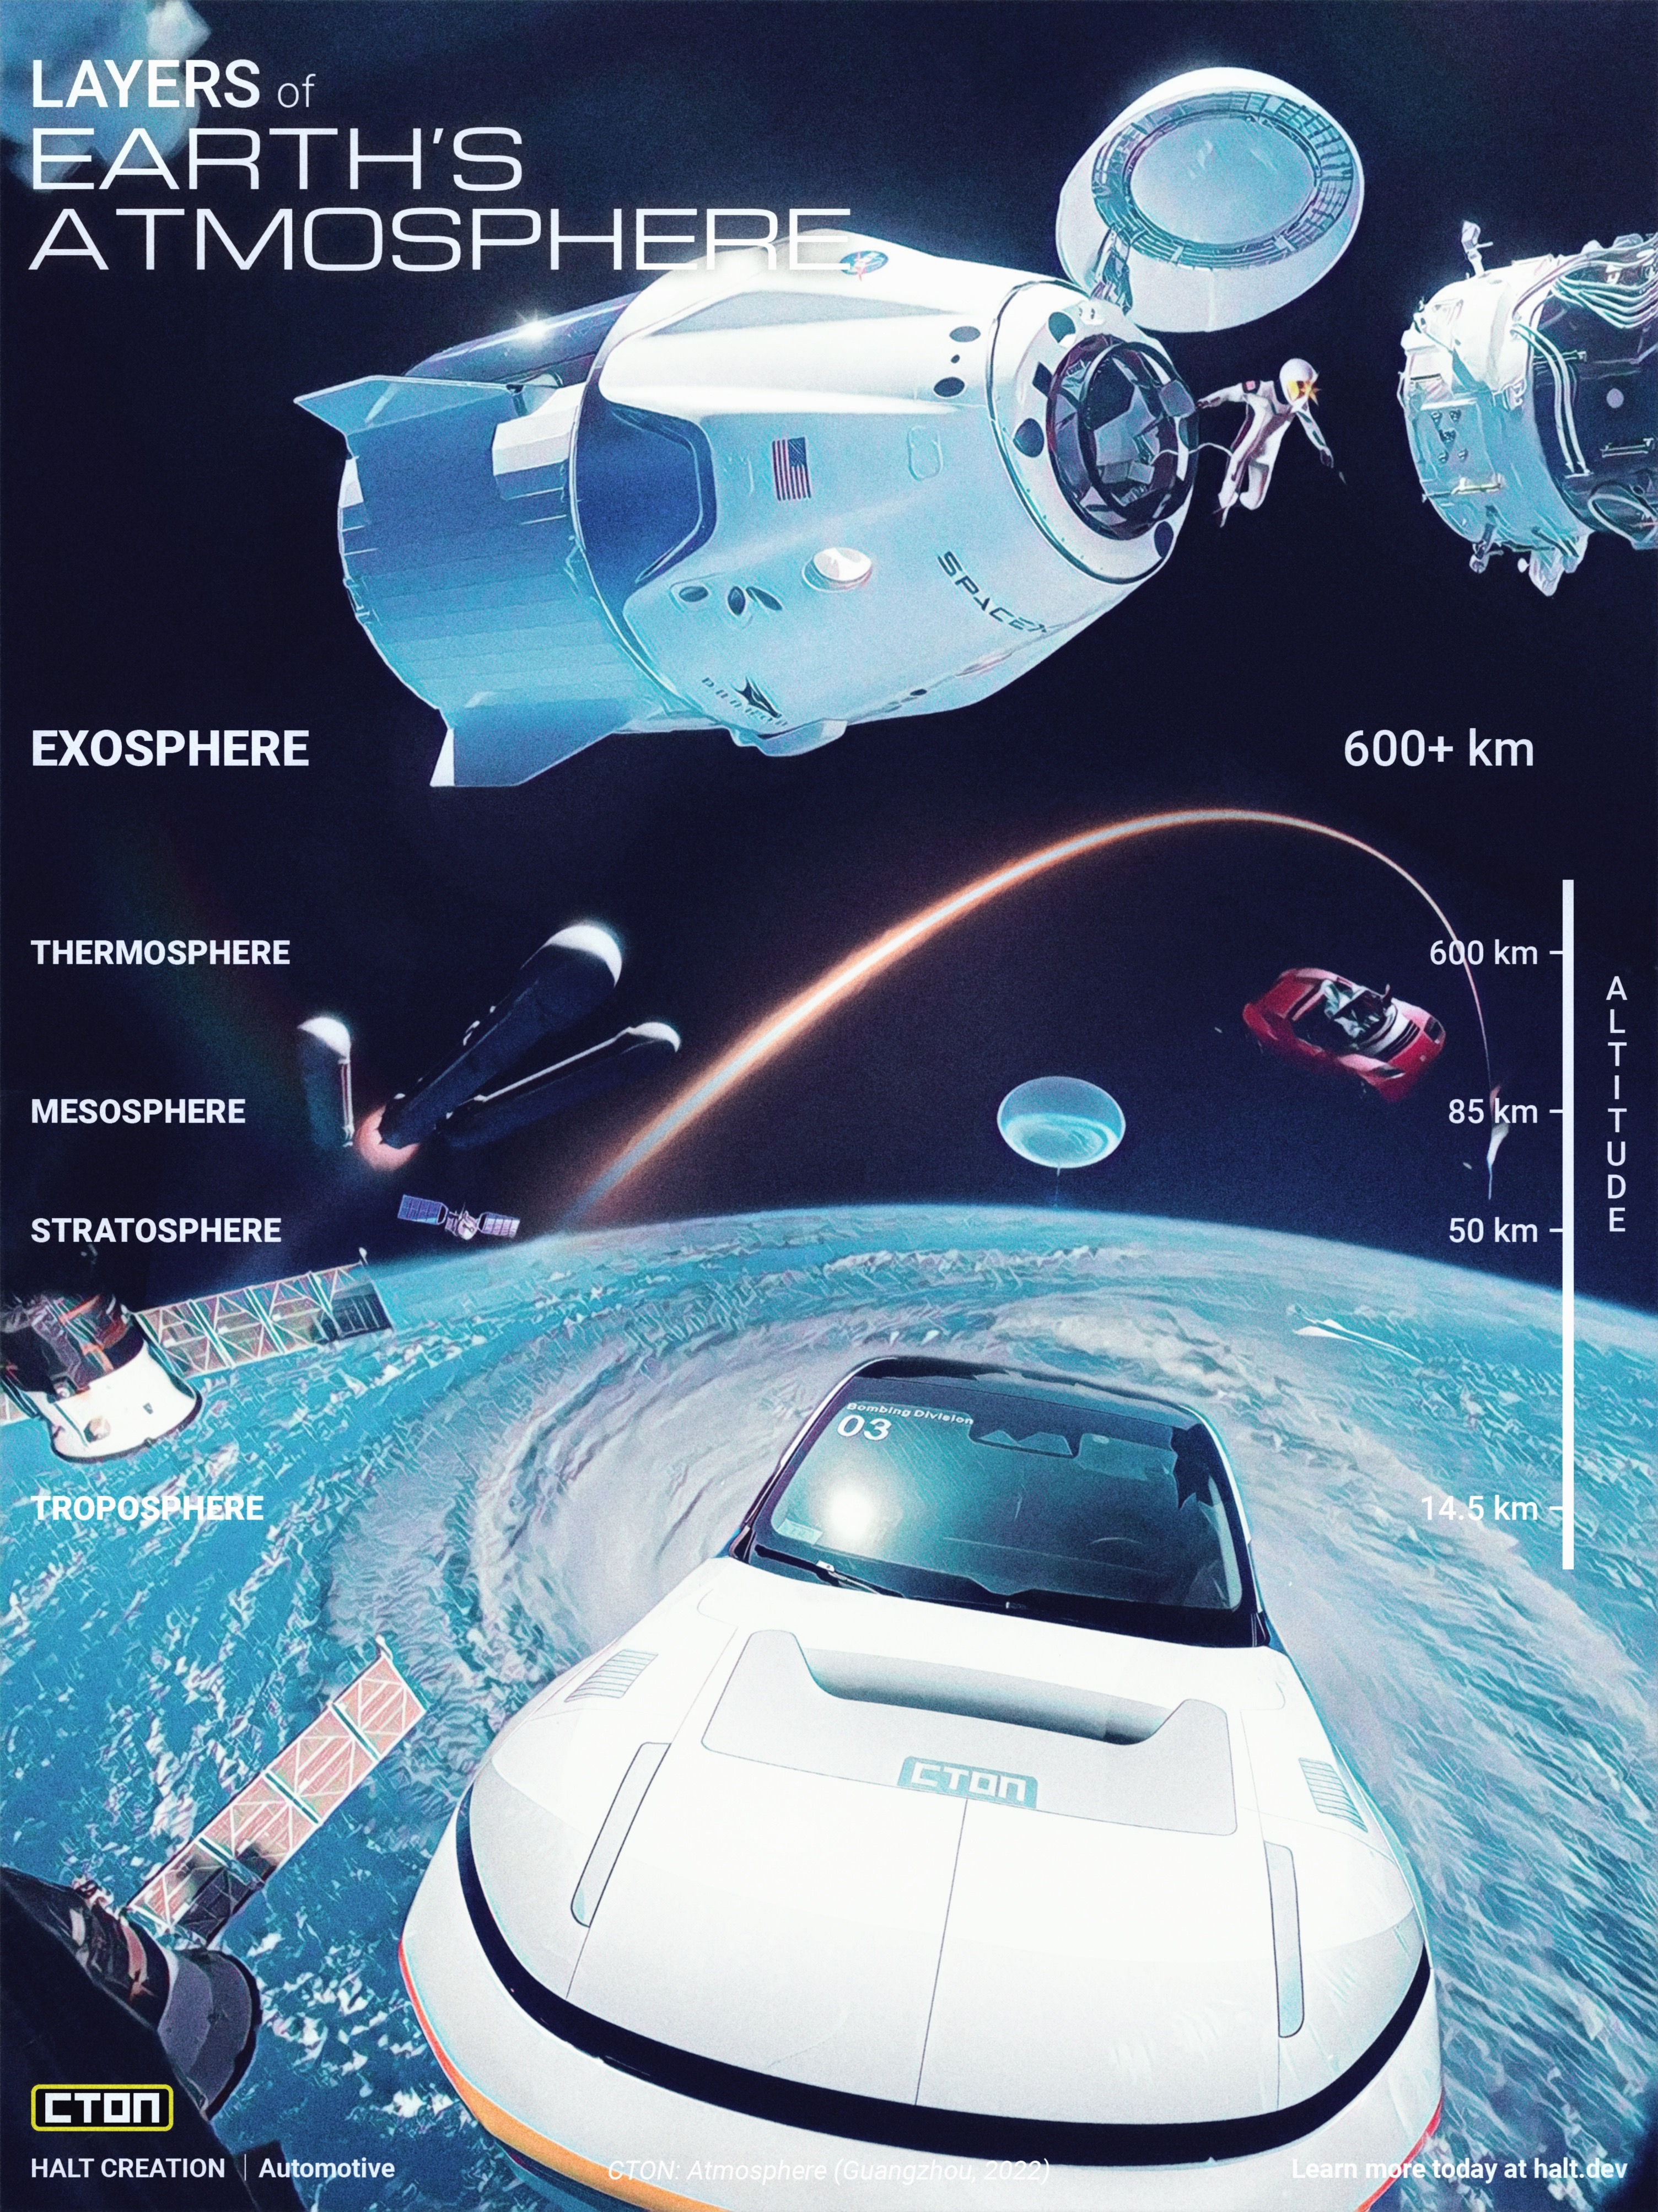 LAYERS of
EARTH'S
ATMOSPHERE
SPACEX
DRAGON
EXOSPHERE
600+ km
THERMOSPHERE
600 km
MESOSPHERE
85 km
STRATOSPHERE
50 km
ALTITUDE
Bombing Division
03
TROPOSPHERE
14.5 km
CTON
CTON
HALT CREATION | Automotive
CTON: Atmosphere (Guangzhou, 2022)
Learn more today at halt.dev